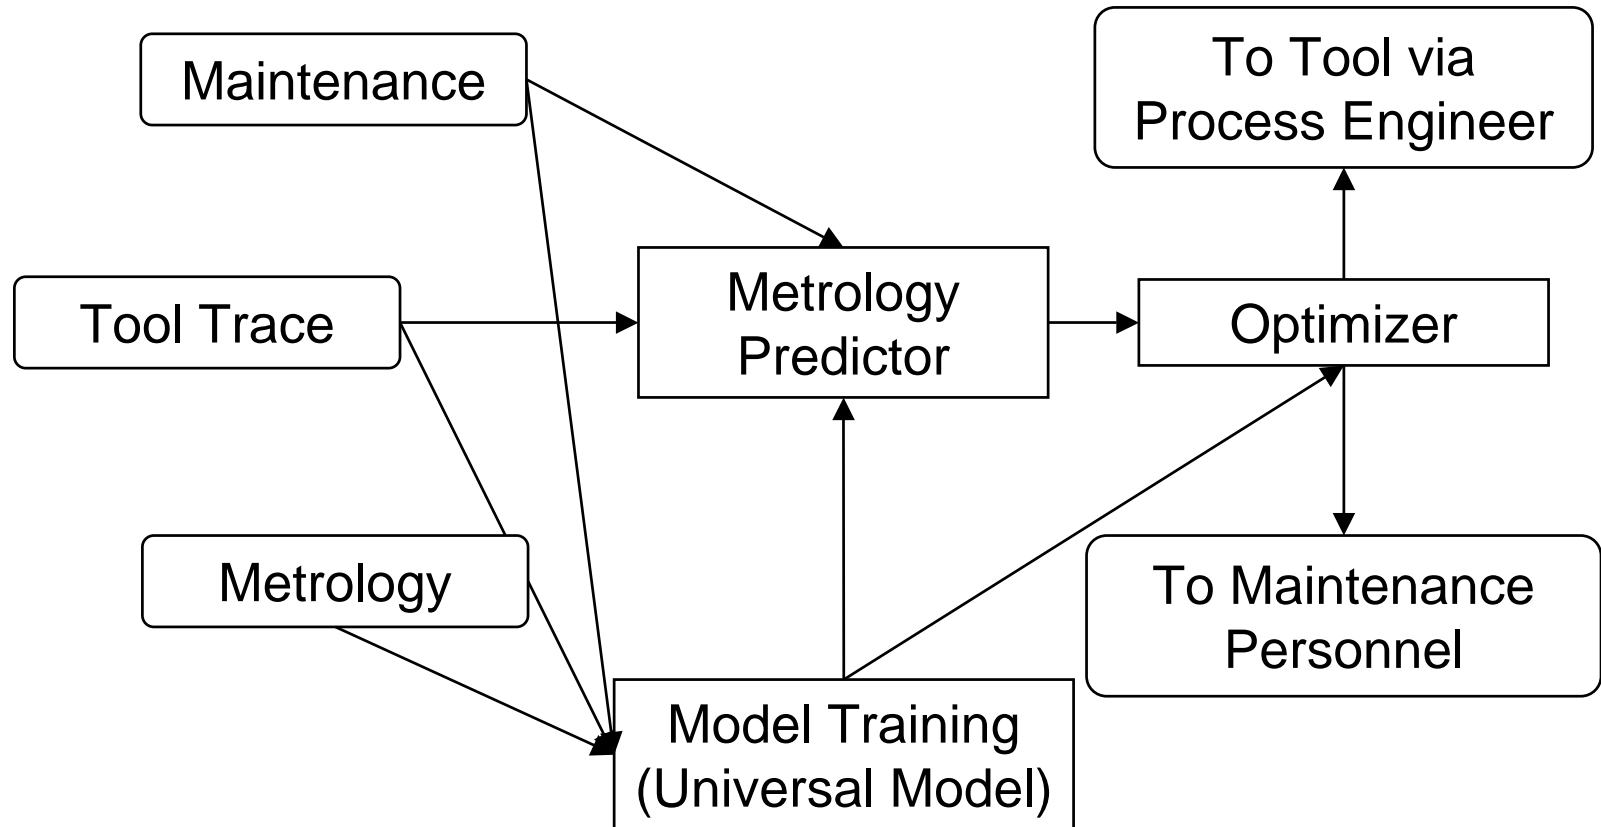 Maintenance
To Tool via
Process Engineer
Tool Trace
Metrology
Predictor
Optimizer
Metrology
To Maintenance
Personnel
Model Training
(Universal Model)